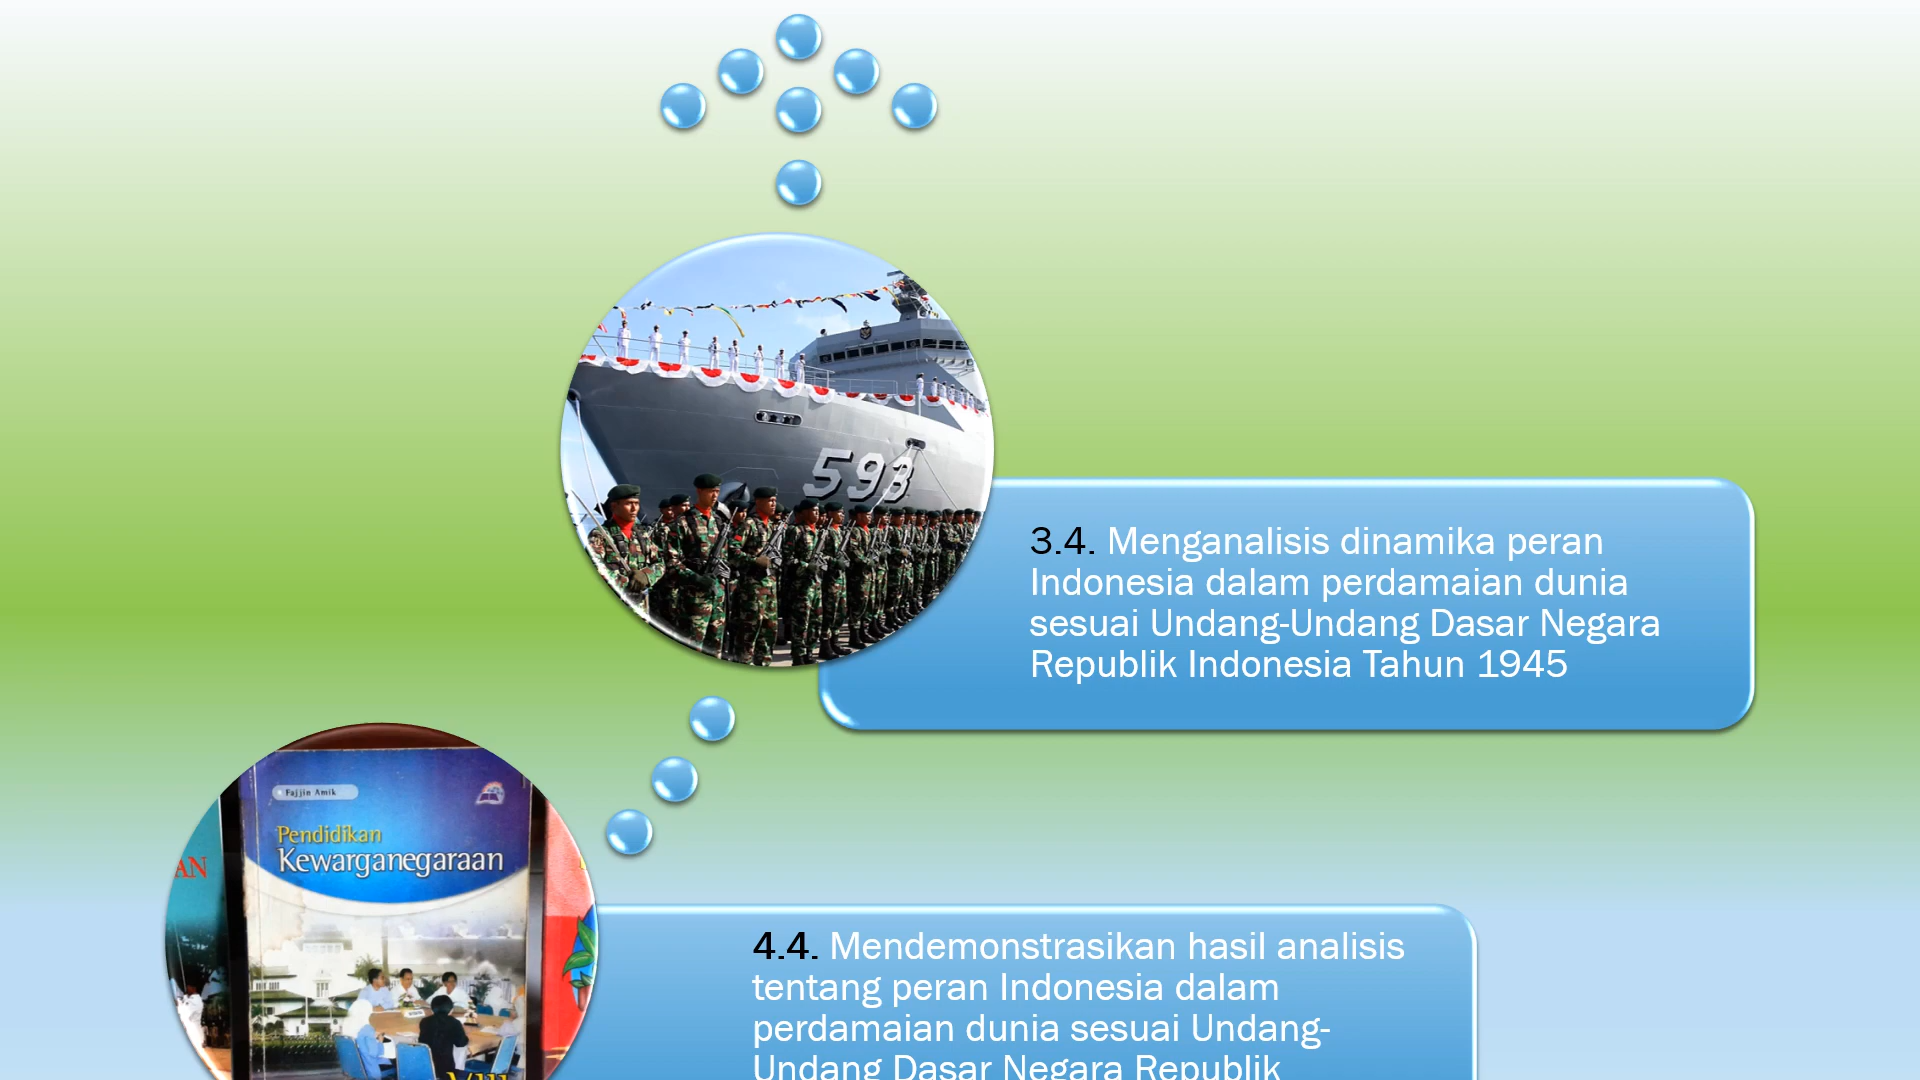 593
3.4. Menganalisis dinamika peran
Indonesia dalam perdamaian dunia
sesuai Undang-Undang Dasar Negara
Republik Indonesia Tahun 1945
Fajjin Amik
Pendidikan
Kewarganegaraan
AN
VIII
4.4. Mendemonstrasikan hasil analisis
tentang peran Indonesia dalam
perdamaian dunia sesuai Undang-
Undang Dasar Negara Republik